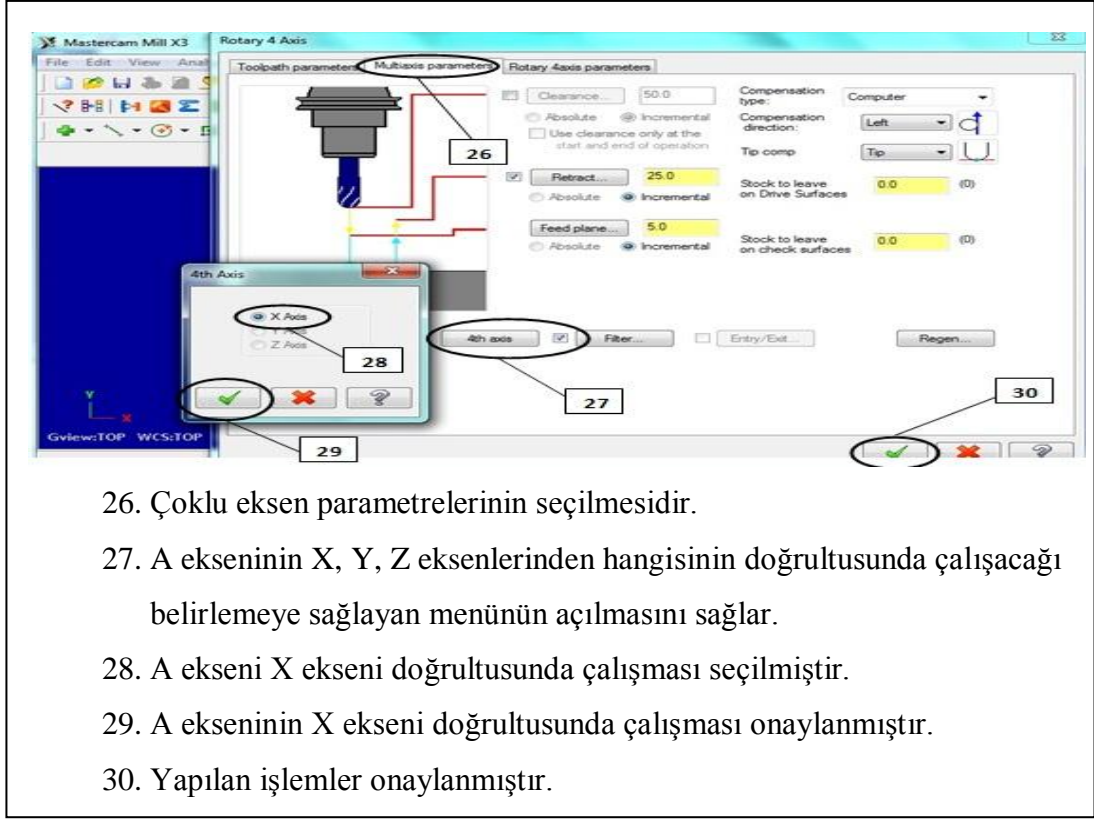 Mastercam Mill X3
Rotary 4 Axis
File Edit View Anal
Toolpath parameters Multiaxis parameters Rotary 4axis parameters
Clearance... 50.0
Absolute Incremental
Use clearance only at the
start and end of operation
Compensation
type: Computer
Compensation
direction: Left
Tip comp Tip
26
Retract... 25.0
Absolute Incremental
Stock to leave
on Drive Surfaces 0.0 (D)
Feed plane... 5.0
Absolute Incremental
Stock to leave
on check surfaces 0.0 (D)
4th Axis
X Axis
Y Axis
Z Axis
28
4th axis Filter... Entry/Exit... Regen...
27
30
Y
X
Gview:TOP WCS:TOP
29
26. Çoklu eksen parametrelerinin seçilmesidir.
27. A ekseninin X, Y, Z eksenlerinden hangisinin doğrultusunda çalışacağı
belirlemeye sağlayan menünün açılmasını sağlar.
28. A ekseni X ekseni doğrultusunda çalışması seçilmiştir.
29. A ekseninin X ekseni doğrultusunda çalışması onaylanmıştır.
30. Yapılan işlemler onaylanmıştır.